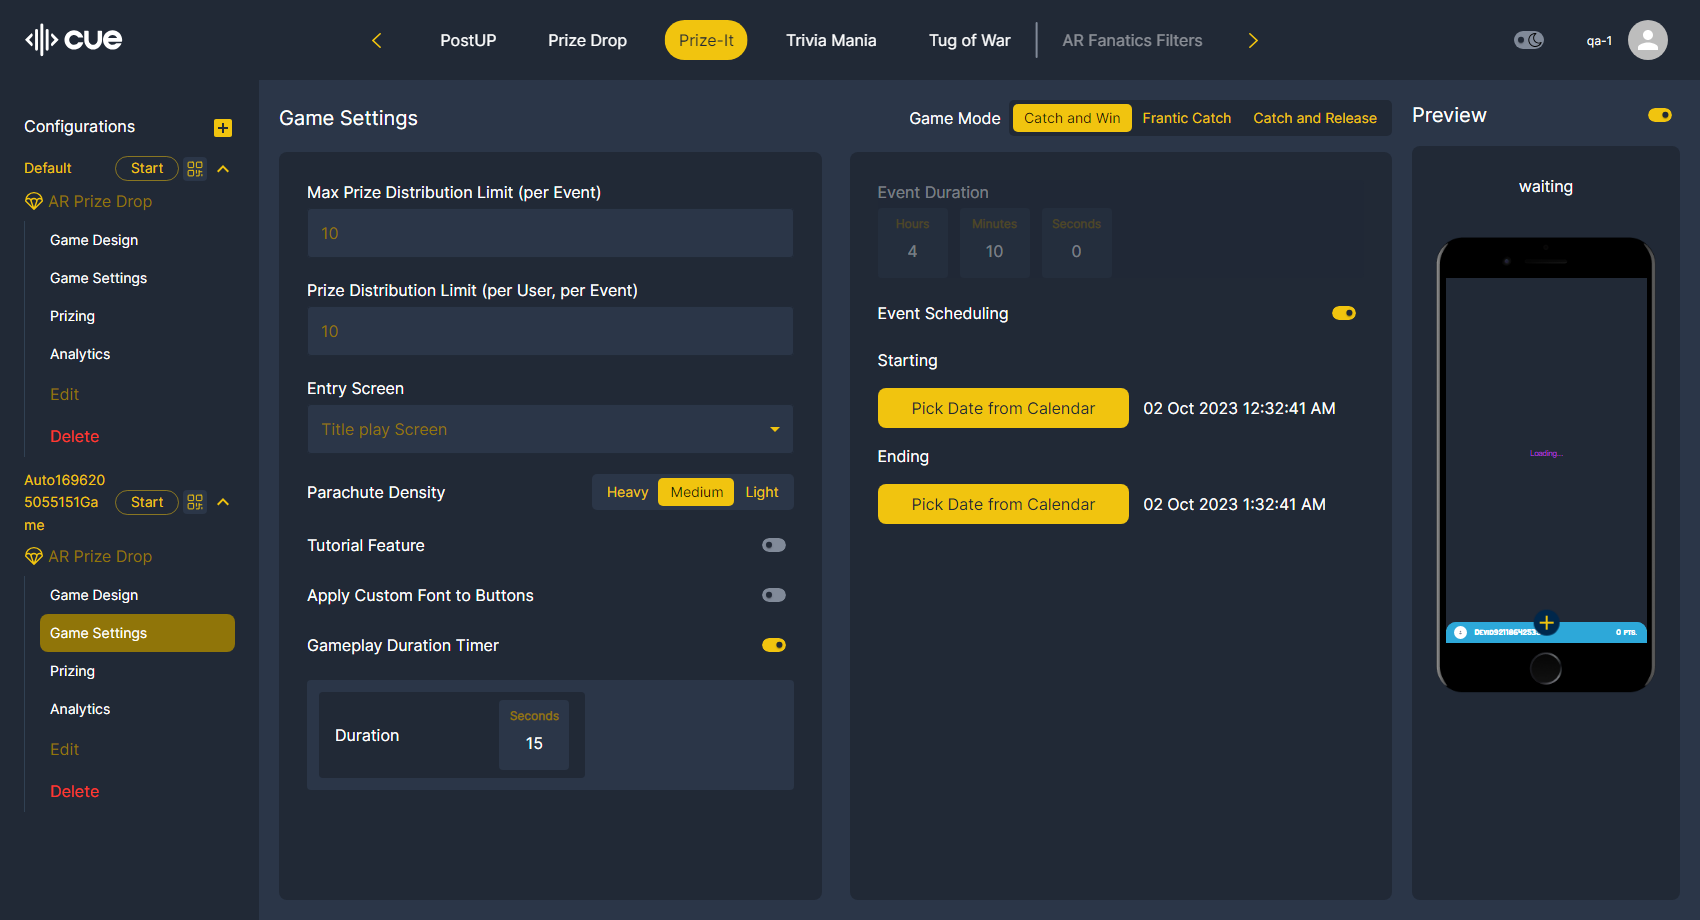 cue
PostUP
Prize Drop
Prize-It
Trivia Mania
Tug of War
AR Fanatics Filters
qa-1
Configurations
Default
Start
AR Prize Drop
Game Design
Game Settings
Prizing
Analytics
Edit
Delete
Auto169620
5055151Ga
me
Start
AR Prize Drop
Game Design
Game Settings
Prizing
Analytics
Edit
Delete
Game Settings
Max Prize Distribution Limit (per Event)
10
Prize Distribution Limit (per User, per Event)
10
Entry Screen
Title play Screen
Parachute Density
Heavy
Medium
Light
Tutorial Feature
Apply Custom Font to Buttons
Gameplay Duration Timer
Duration
Seconds
15
Game Mode
Catch and Win
Frantic Catch
Catch and Release
Event Duration
Hours
4
Minutes
10
Seconds
0
Event Scheduling
Starting
Pick Date from Calendar
02 Oct 2023 12:32:41 AM
Ending
Pick Date from Calendar
02 Oct 2023 1:32:41 AM
Preview
waiting
Loading...
0 PTS.